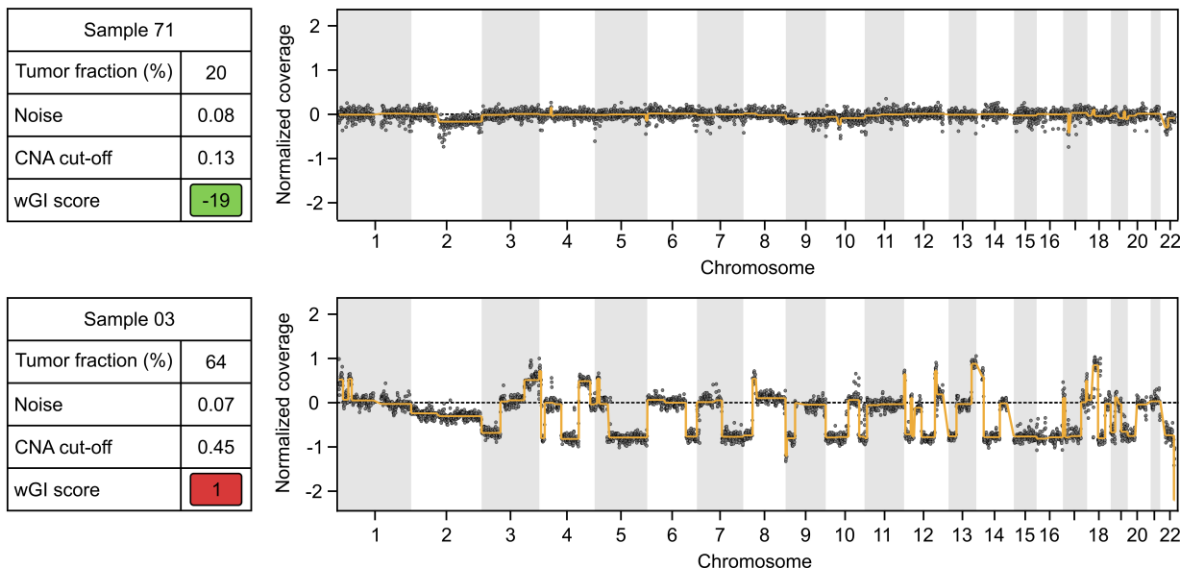 Sample 71
Tumor fraction (%) 20
Noise 0.08
CNA cut-off 0.13
wGI score -19
Normalized coverage
2
1
0
-1
-2
1 2 3 4 5 6 7 8 9 10 11 12 13 14 15 16 18 20 22
Chromosome
Sample 03
Tumor fraction (%) 64
Noise 0.07
CNA cut-off 0.45
wGI score 1
Normalized coverage
2
1
0
-1
-2
1 2 3 4 5 6 7 8 9 10 11 12 13 14 15 16 18 20 22
Chromosome